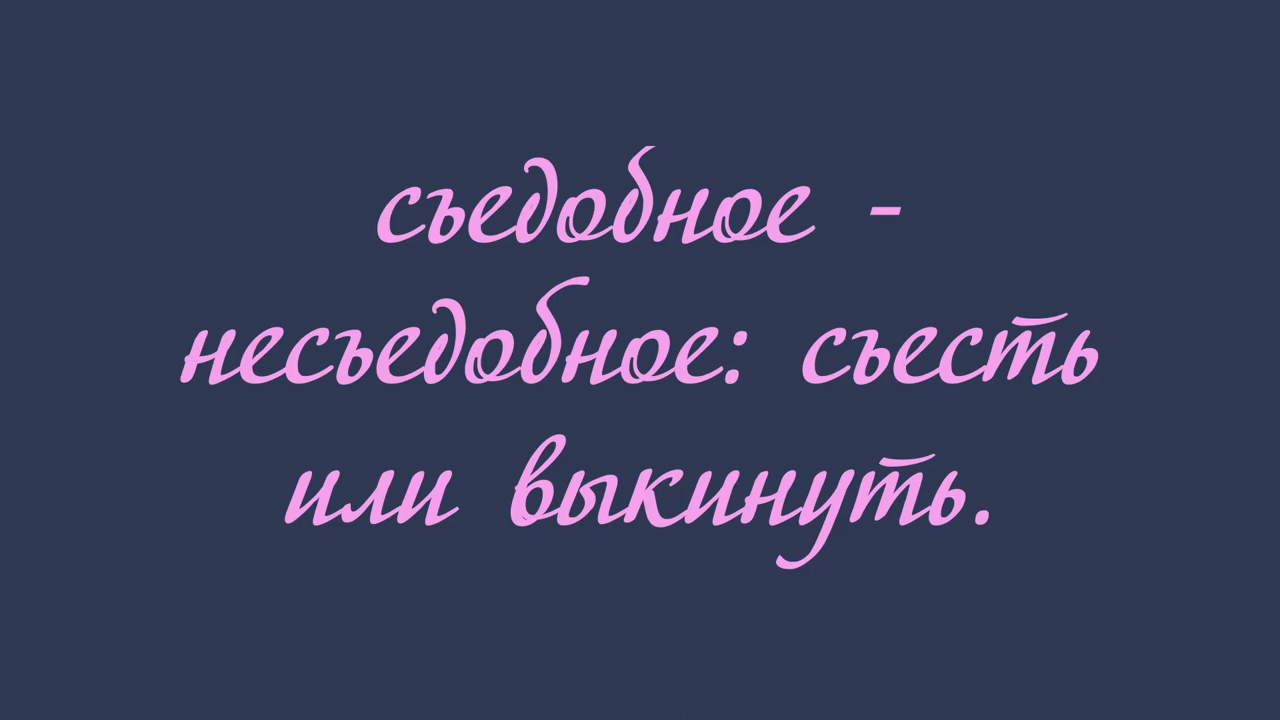 съедобное -
несъедобное: съесть
или выкинуть.